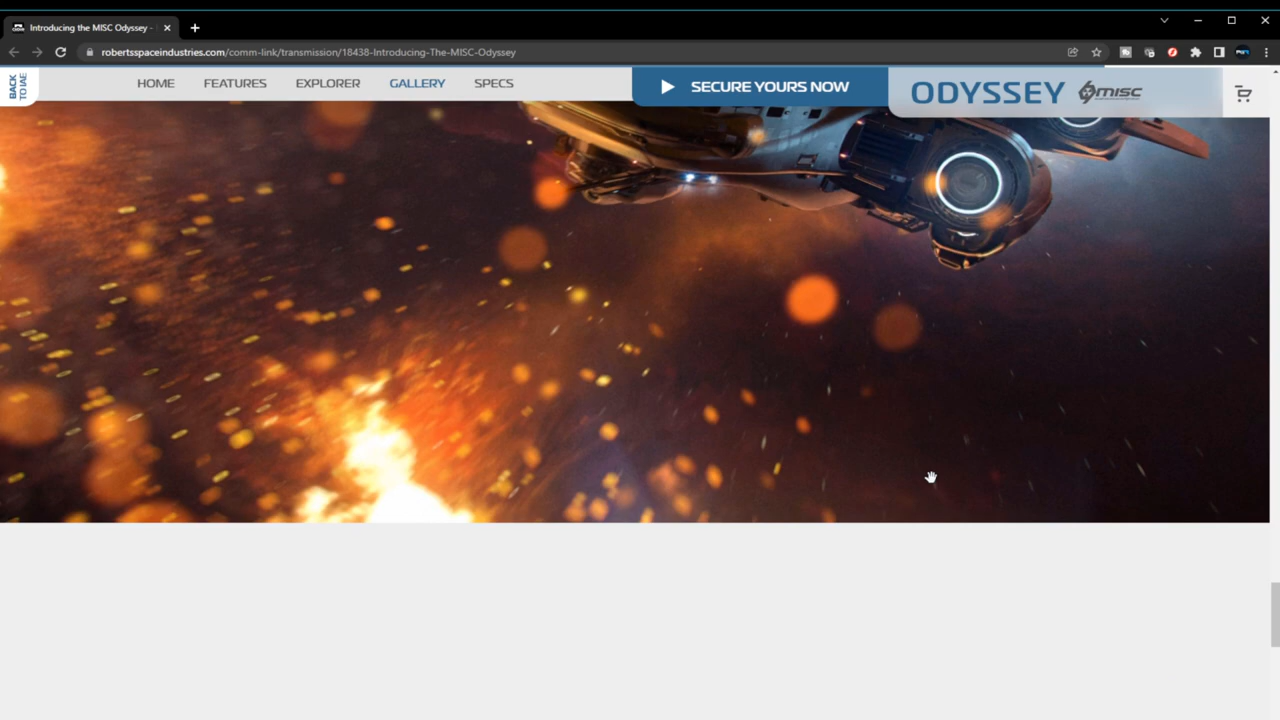 Introducing the MISC Odyssey -
robertsspaceindustries.com/comm-link/transmission/18438-Introducing-The-MISC-Odyssey
BACK
TO IAE
HOME
FEATURES
EXPLORER
GALLERY
SPECS
SECURE YOURS NOW
ODYSSEY
misc